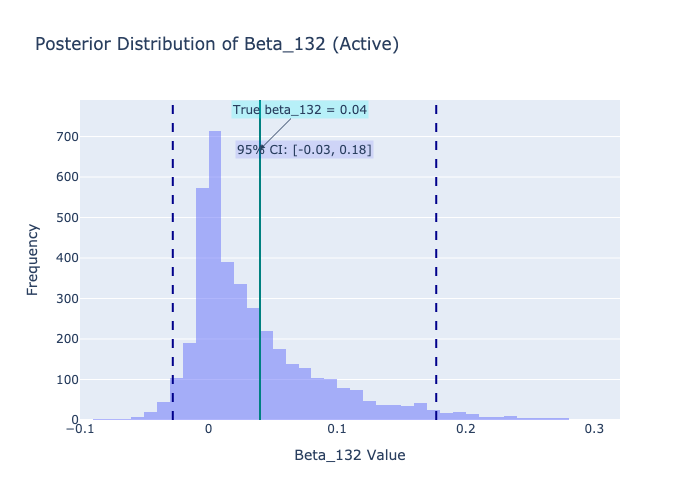 Posterior Distribution of Beta_132 (Active)
True beta_132 = 0.04
95% CI: [-0.03, 0.18]
700
600
500
400
300
200
100
0
−0.1
0
0.1
0.2
0.3
Frequency
Beta_132 Value